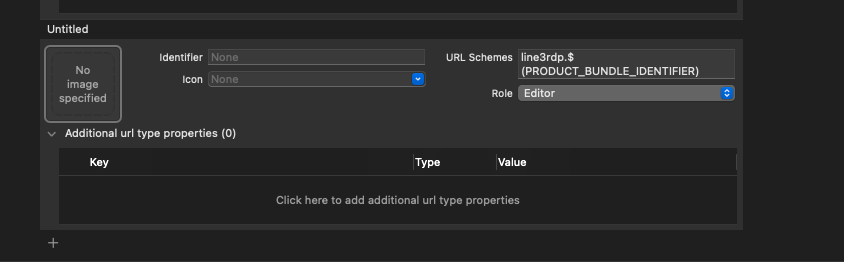 Untitled
No
image
specified
Identifier None
Icon None
URL Schemes line3rdp.$
(PRODUCT_BUNDLE_IDENTIFIER)
Role Editor
Additional url type properties (0)
Key Type Value
Click here to add additional url type properties
+